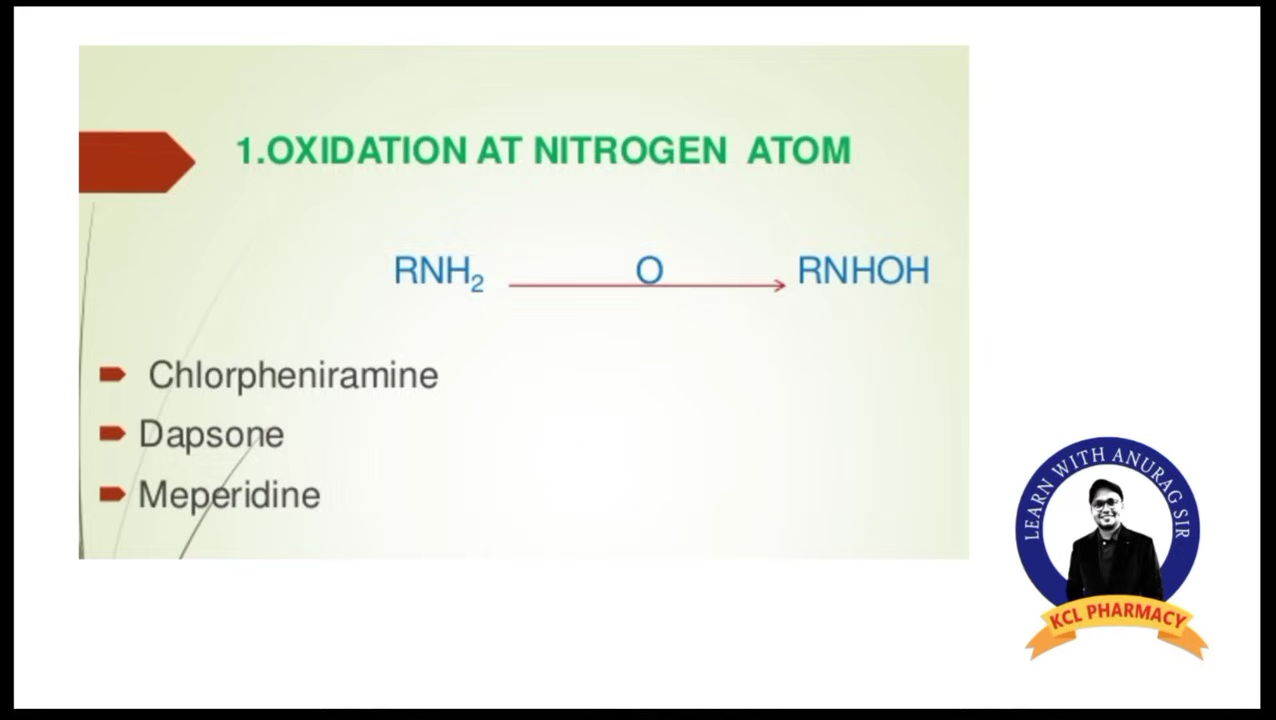 1.OXIDATION AT NITROGEN ATOM
RNH₂ O RNHOH
Chlorpheniramine
Dapsone
Meperidine
LEARN WITH ANURAG SIR
KCL PHARMACY